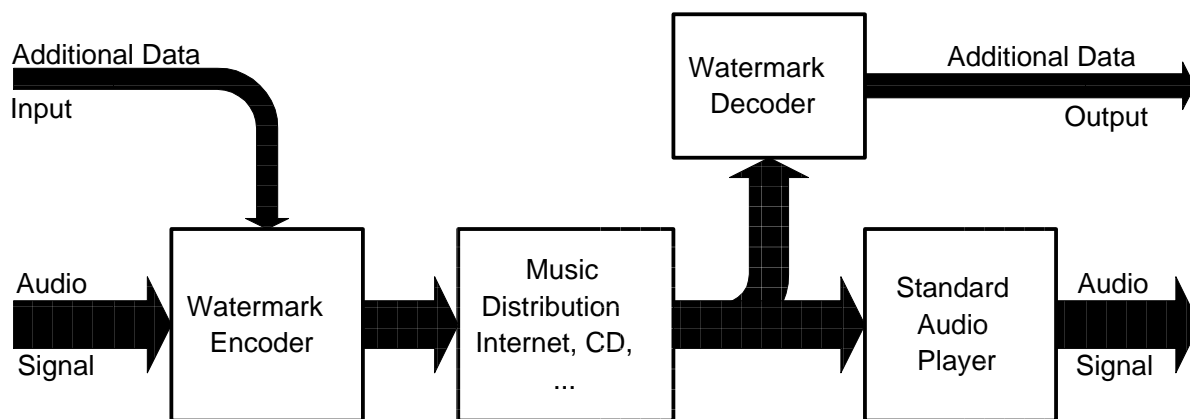 Additional Data
Input
Watermark
Decoder
Additional Data
Output
Audio
Signal
Watermark
Encoder
Music
Distribution
Internet, CD,
...
Standard
Audio
Player
Audio
Signal